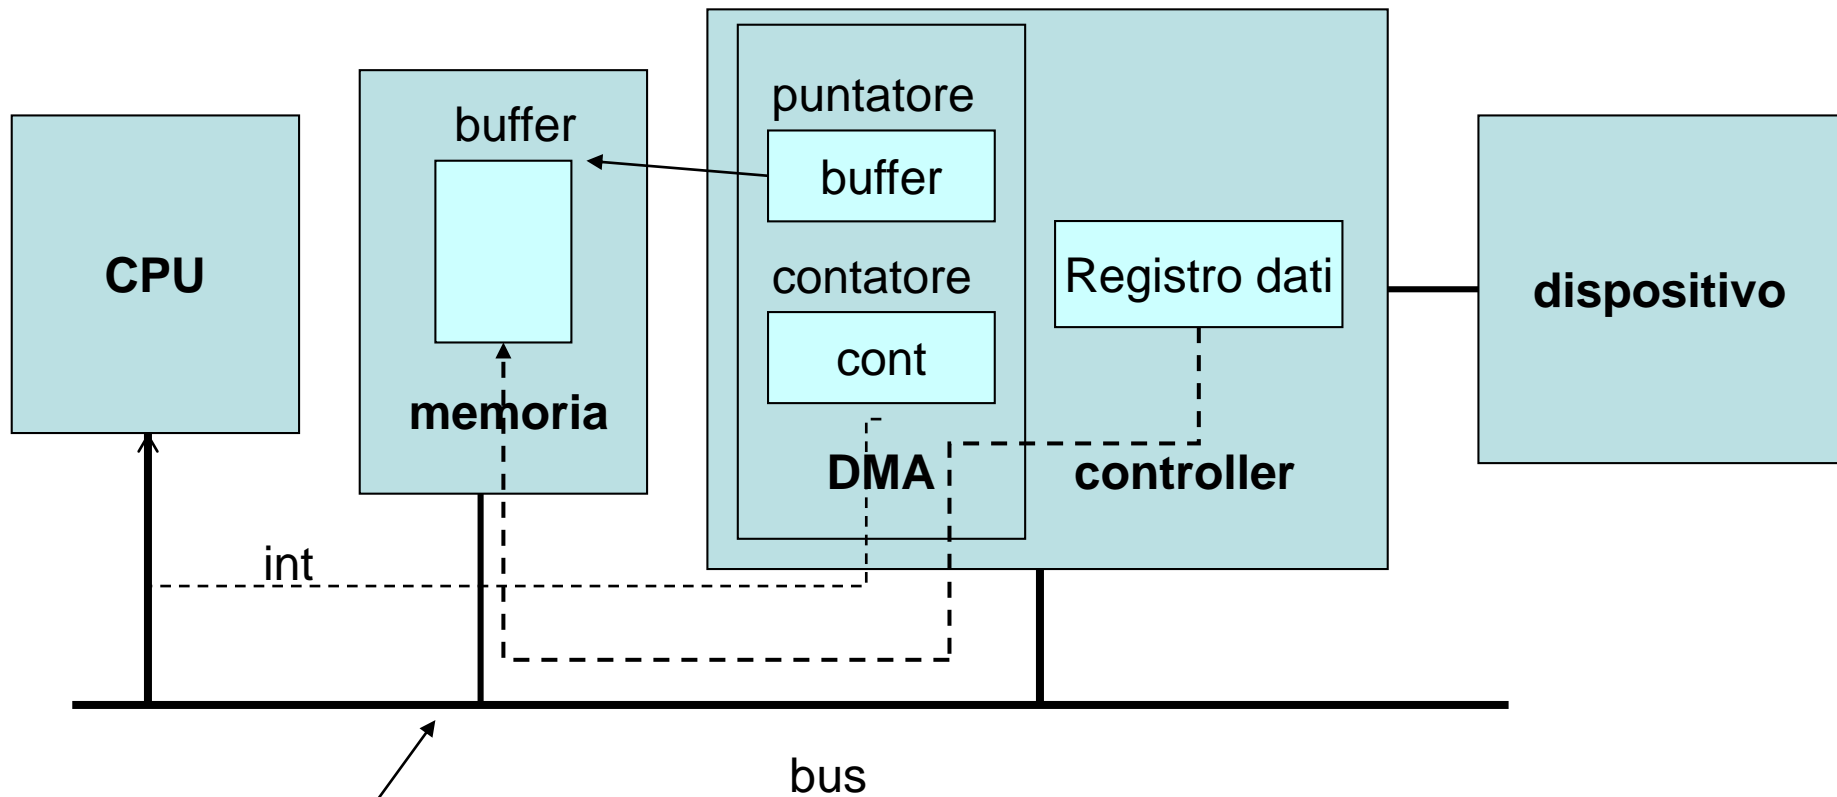 CPU
buffer
memoria
puntatore
buffer
contatore
cont
DMA
Registro dati
controller
dispositivo
int
bus